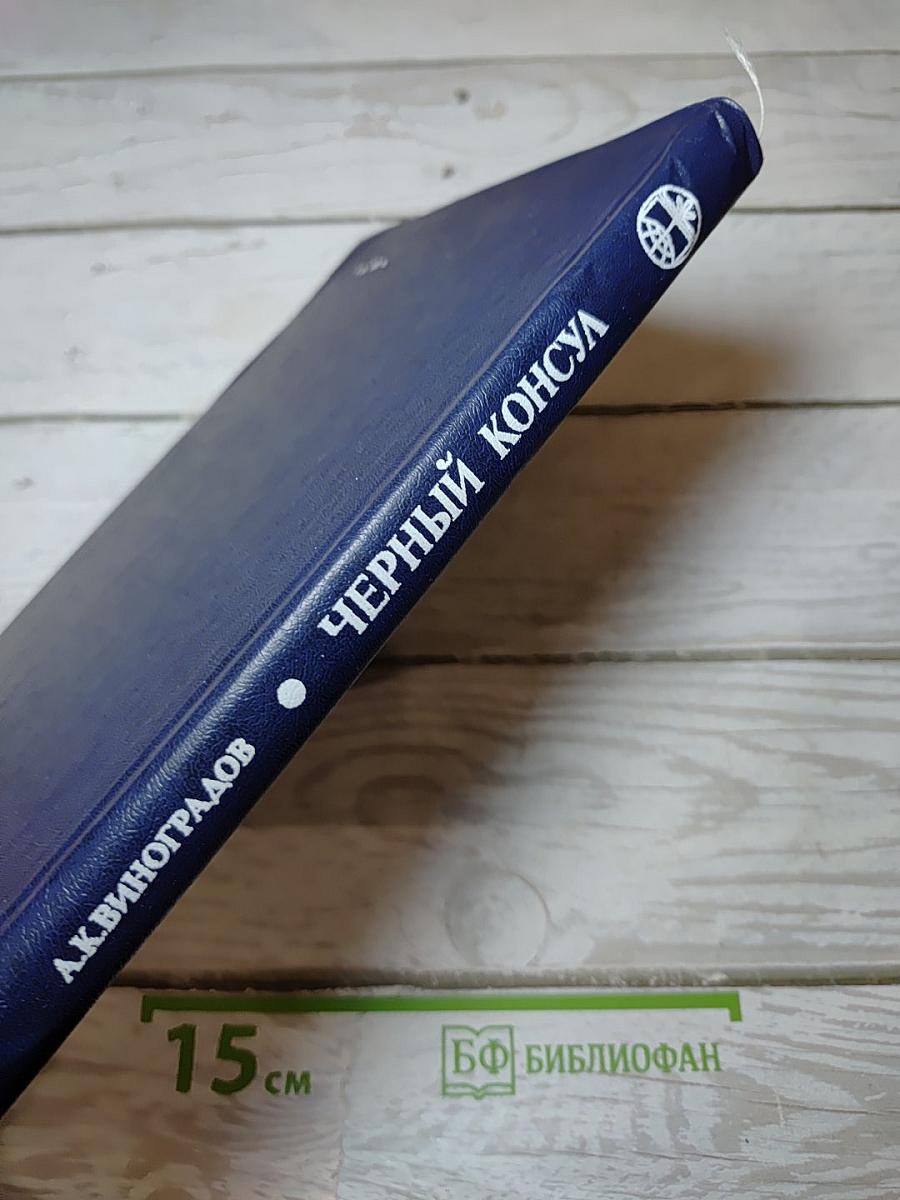 А.К.ВИНОГРАДОВ • ЧЕРНЫЙ КОНСУЛ
15 см
БФ БИБЛИОФАН